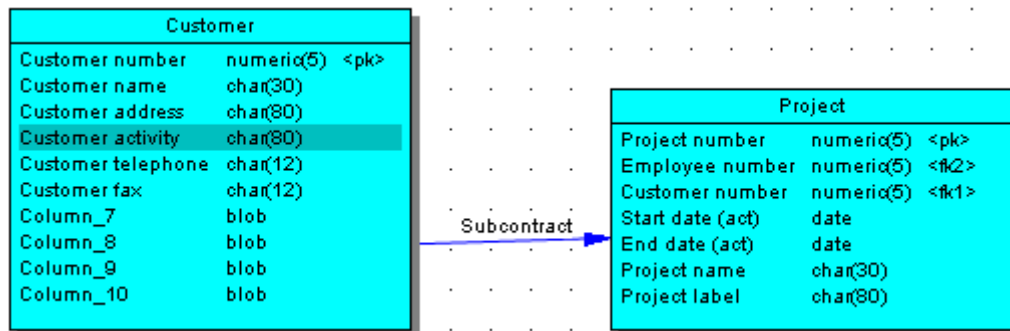 Customer
Customer number numeric(5) <pk>
Customer name char(30)
Customer address char(80)
Customer activity char(80)
Customer telephone char(12)
Customer fax char(12)
Column_7 blob
Column_8 blob
Column_9 blob
Column_10 blob
Subcontract
Project
Project number numeric(5) <pk>
Employee number numeric(5) <fk2>
Customer number numeric(5) <fk1>
Start date (act) date
End date (act) date
Project name char(30)
Project label char(80)